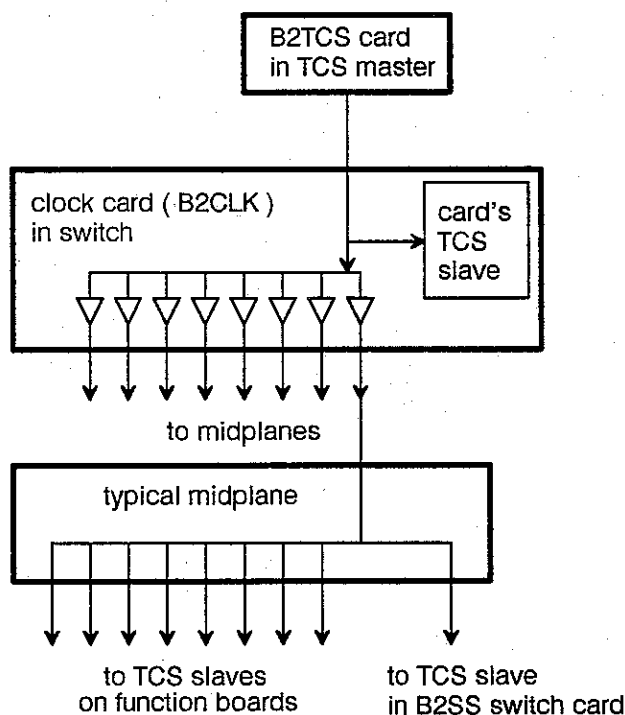 B2TCS card
in TCS master
clock card ( B2CLK )
in switch
card's
TCS
slave
to midplanes
typical midplane
to TCS slaves
on function boards
to TCS slave
in B2SS switch card